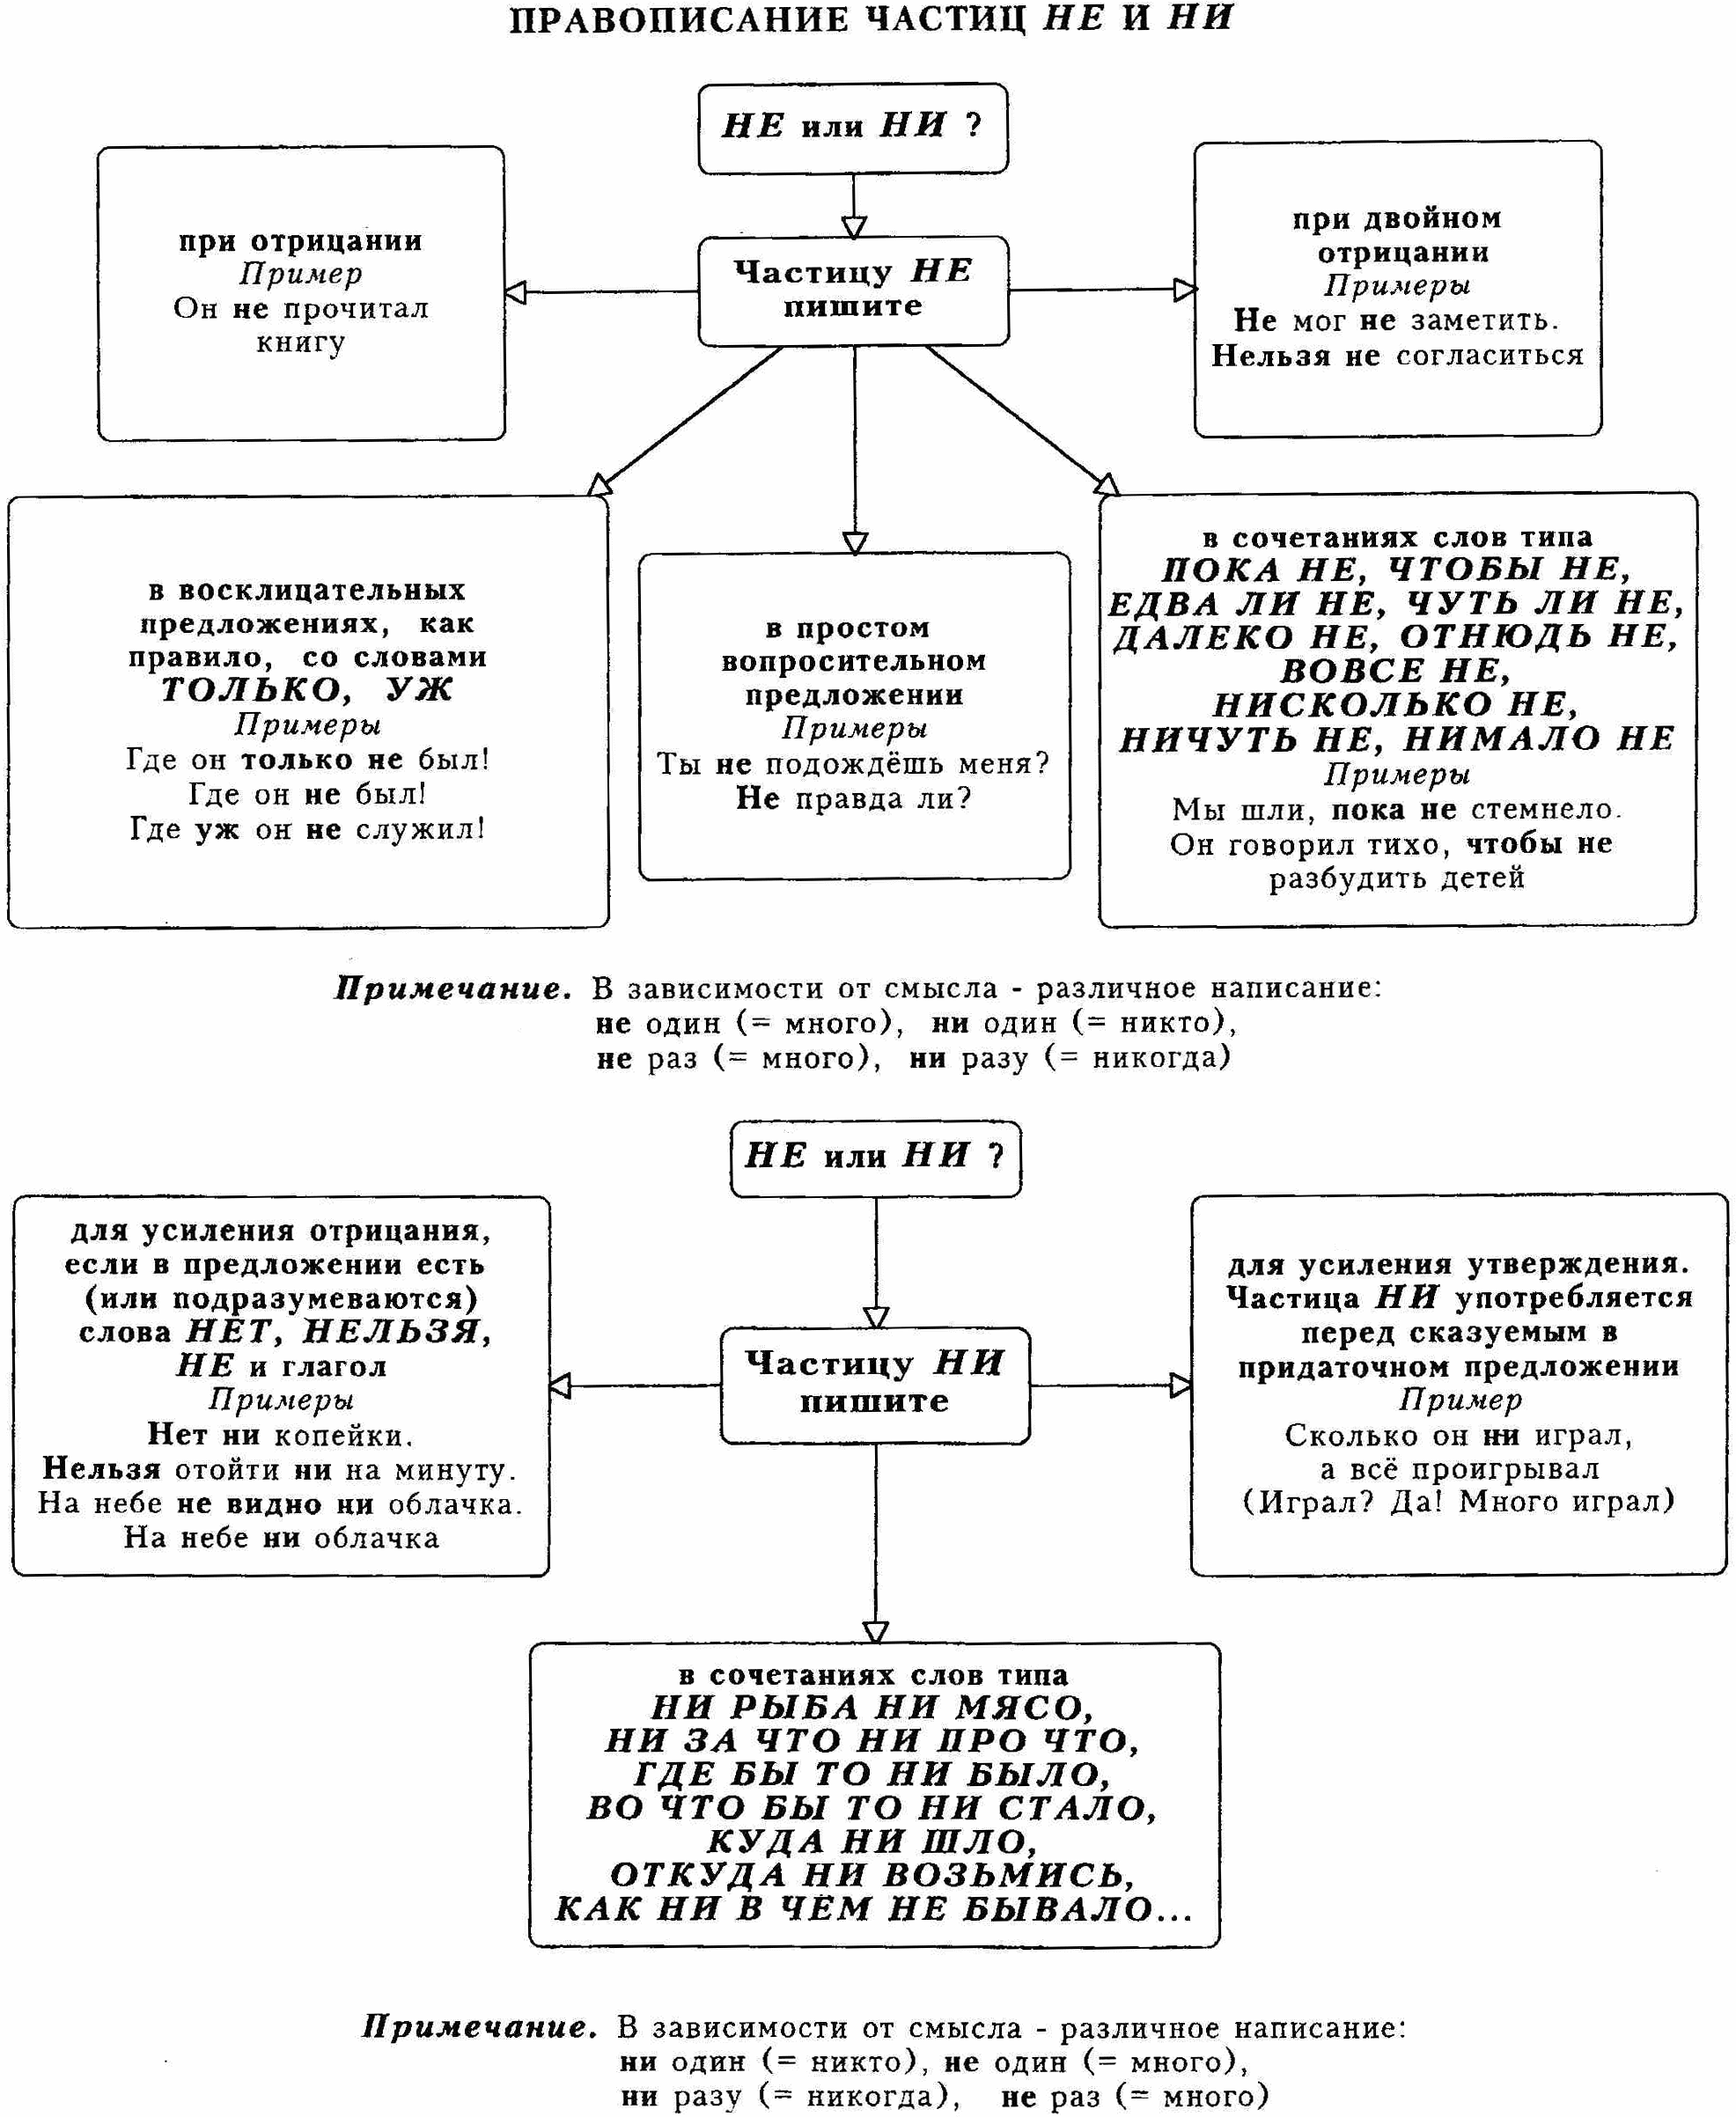 ПРАВОПИСАНИЕ ЧАСТИЦ НЕ И НИ
НЕ или НИ ?
при отрицании
Пример
Он не прочитал
книгу
Частицу НЕ
пишите
при двойном
отрицании
Примеры
Не мог не заметить.
Нельзя не согласиться
в восклицательных
предложениях, как
правило, со словами
ТОЛЬКО, УЖ
Примеры
Где он только не был!
Где он не был!
Где уж он не служил!
в простом
вопросительном
предложении
Примеры
Ты не подождёшь меня?
Не правда ли?
в сочетаниях слов типа
ПОКА НЕ, ЧТОБЫ НЕ,
ЕДВА ЛИ НЕ, ЧУТЬ ЛИ НЕ,
ДАЛЕКО НЕ, ОТНЮДЬ НЕ,
ВОВСЕ НЕ,
НИСКОЛЬКО НЕ,
НИЧУТЬ НЕ, НИМАЛО НЕ
Примеры
Мы шли, пока не стемнело.
Он говорил тихо, чтобы не
разбудить детей
Примечание. В зависимости от смысла - различное написание:
не один (= много), ни один (= никто),
не раз (= много), ни разу (= никогда)
НЕ или НИ ?
для усиления отрицания,
если в предложении есть
(или подразумеваются)
слова НЕТ, НЕЛЬЗЯ,
НЕ и глагол
Примеры
Нет ни копейки.
Нельзя отойти ни на минуту.
На небе не видно ни облачка.
На небе ни облачка
Частицу НИ
пишите
для усиления утверждения.
Частица НИ употребляется
перед сказуемым в
придаточном предложении
Пример
Сколько он ни играл,
а всё проигрывал
(Играл? Да! Много играл)
в сочетаниях слов типа
НИ РЫБА НИ МЯСО,
НИ ЗА ЧТО НИ ПРО ЧТО,
ГДЕ БЫ ТО НИ БЫЛО,
ВО ЧТО БЫ ТО НИ СТАЛО,
КУДА НИ ШЛО,
ОТКУДА НИ ВОЗЬМИСЬ,
КАК НИ В ЧЁМ НЕ БЫВАЛО...
Примечание. В зависимости от смысла - различное написание:
ни один (= никто), не один (= много),
ни разу (= никогда), не раз (= много)